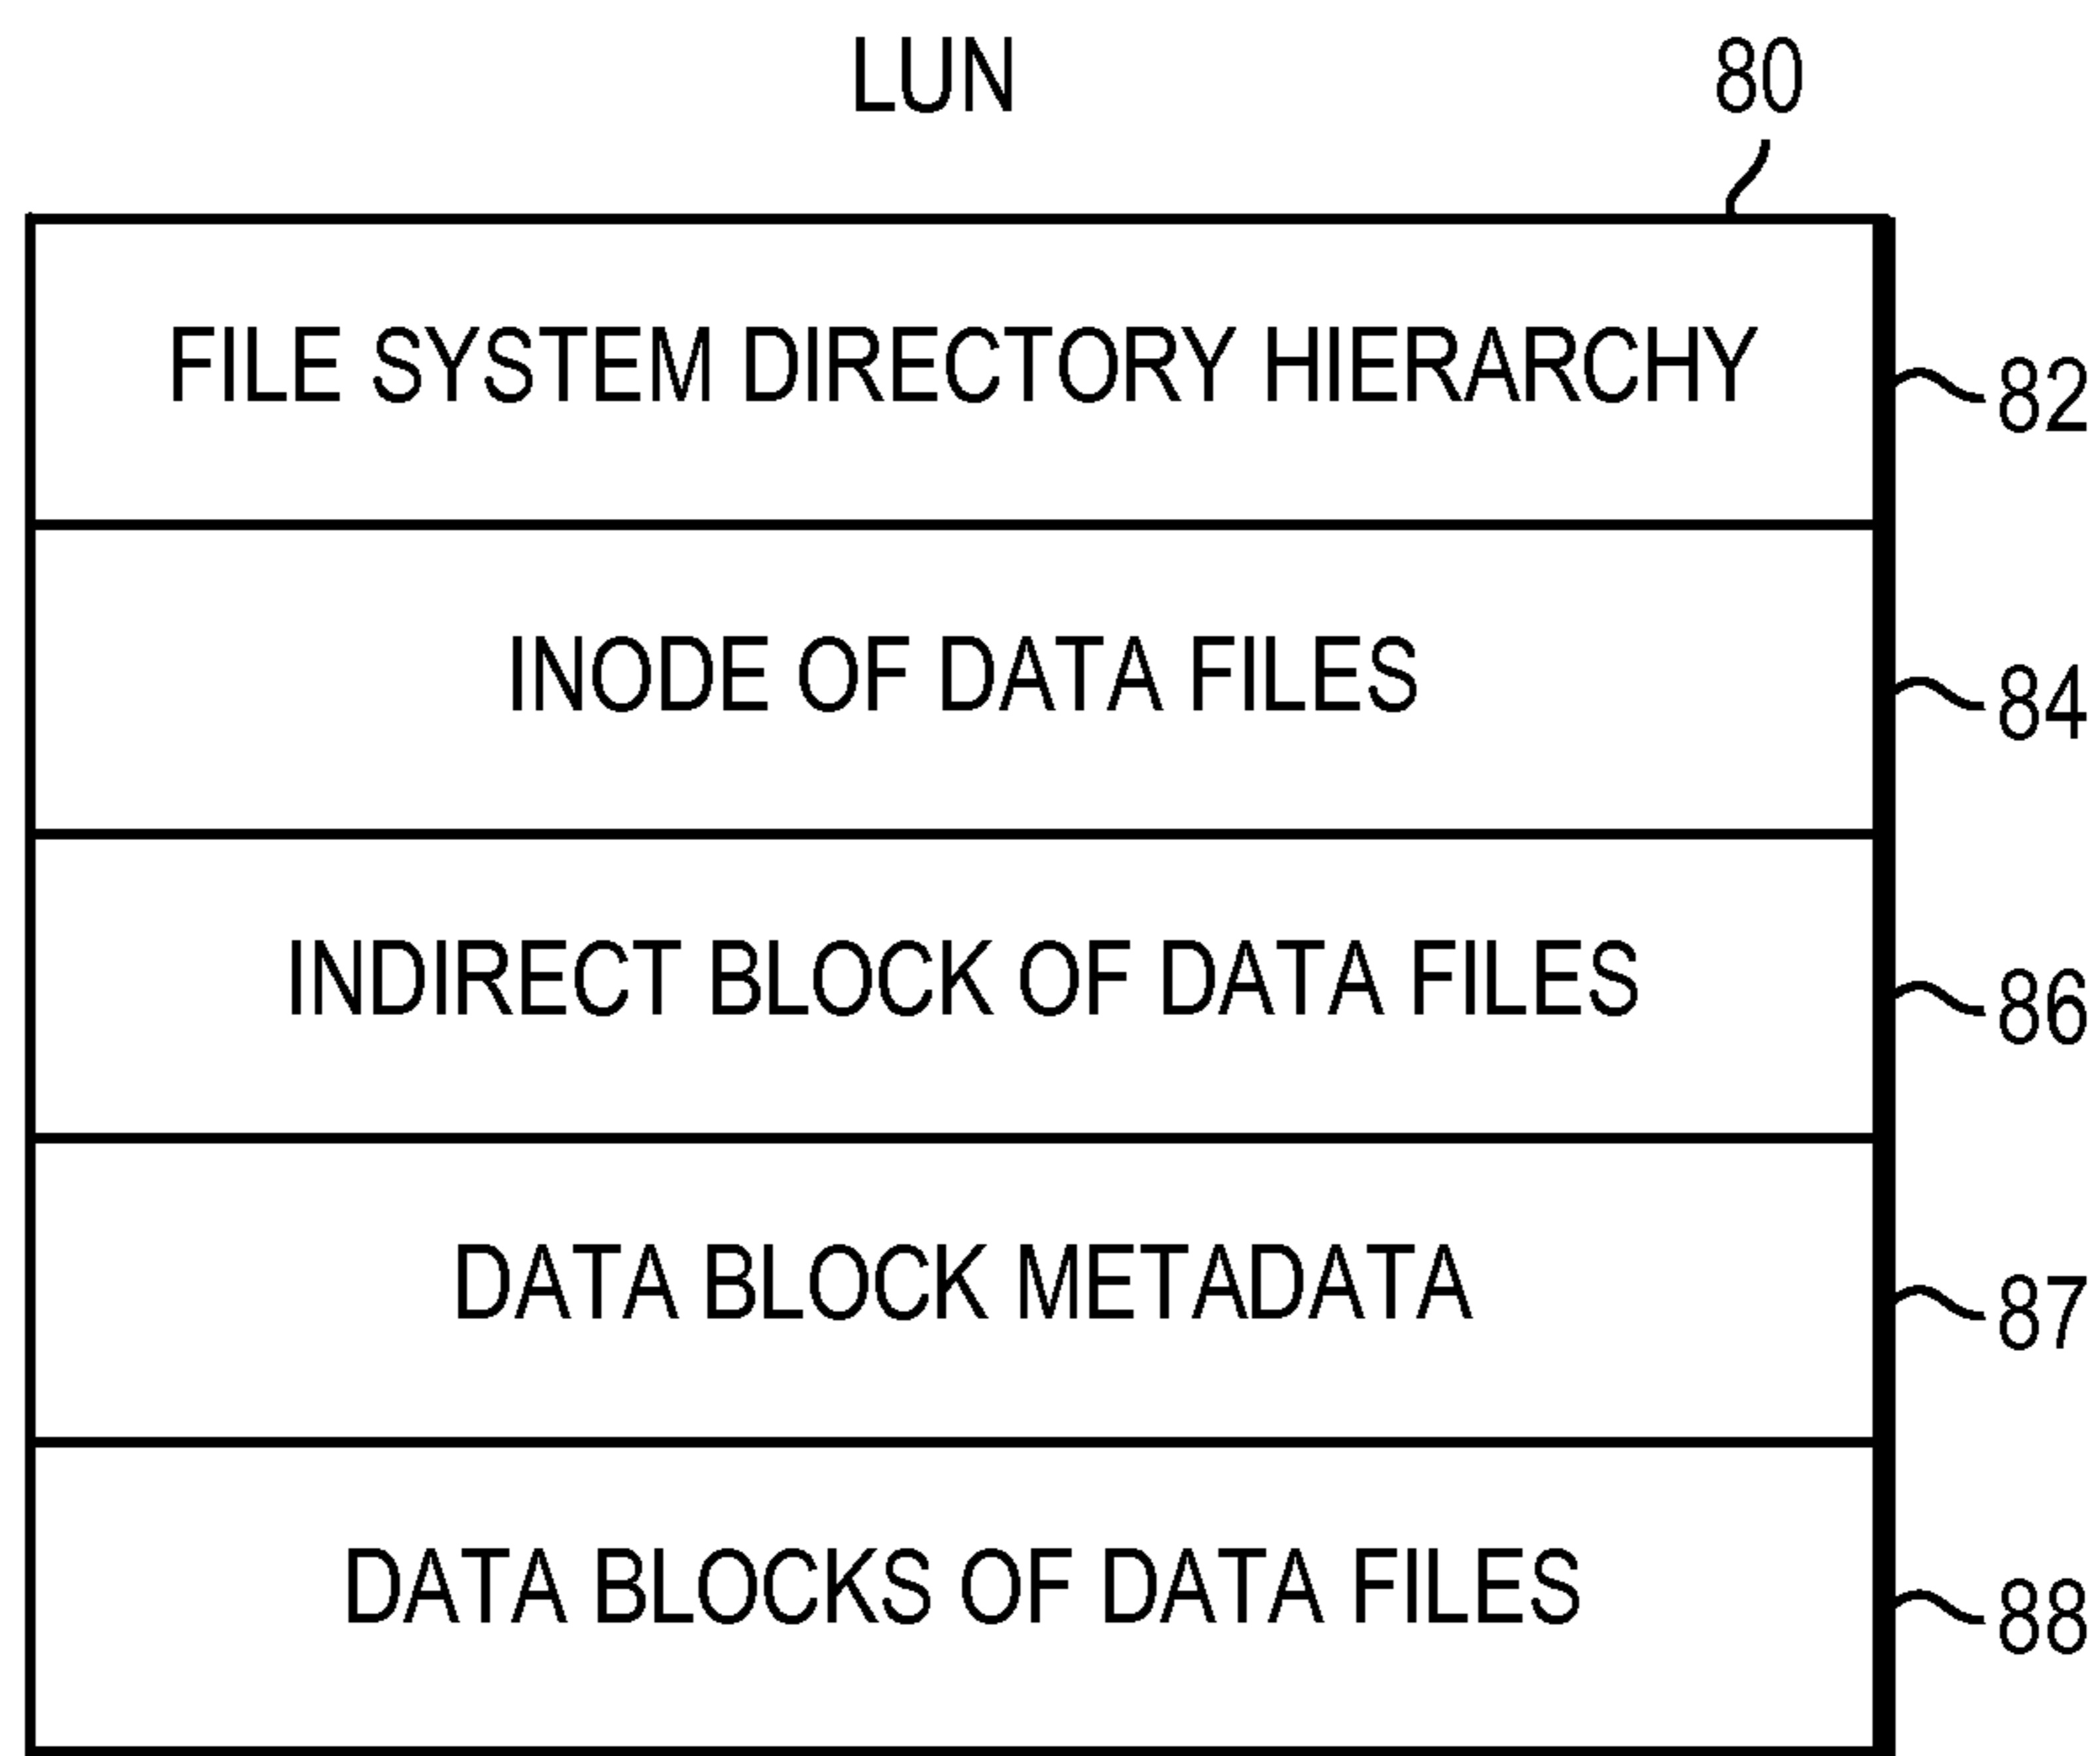 LUN 80
FILE SYSTEM DIRECTORY HIERARCHY 82
INODE OF DATA FILES 84
INDIRECT BLOCK OF DATA FILES 86
DATA BLOCK METADATA 87
DATA BLOCKS OF DATA FILES 88